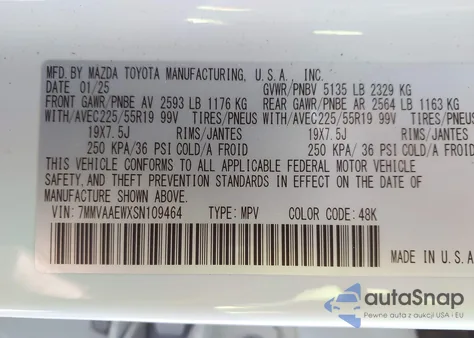 MFD. BY MAZDA TOYOTA MANUFACTURING, U.S.A., INC.
DATE 01/25 GVWR/PNBV 5135 LB 2329 KG
FRONT GAWR/PNBE AV 2593 LB 1176 KG REAR GAWR/PNBE AR 2564 LB 1163 KG
WITH/AVEC225/55R19 99V TIRES/PNEUS WITH/AVEC225/55R19 99V TIRES/PNEUS
19X7.5J RIMS/JANTES 19X7.5J RIMS/JANTES
250 KPA/36 PSI COLD/A FROID 250 KPA/36 PSI COLD/A FROID
THIS VEHICLE CONFORMS TO ALL APPLICABLE FEDERAL MOTOR VEHICLE
SAFETY, AND THEFT PREVENTION STANDARDS IN EFFECT ON THE DATE OF
MANUFACTURE SHOWN ABOVE.
VIN: 7MMVAAEWXSN109464 TYPE: MPV COLOR CODE: 48K
MADE IN U.S.A
autoSnap
Pewne auta z aukcji USA i EU